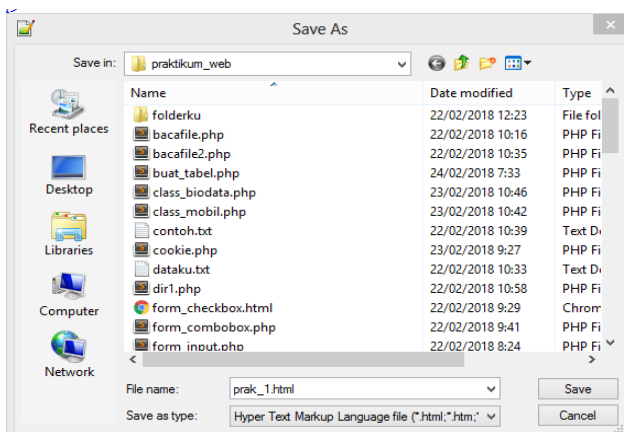 Save As
Save in: praktikum_web
Name Date modified Type
folderku 22/02/2018 12:23 File fol
bacafile.php 22/02/2018 10:16 PHP Fi
bacafile2.php 22/02/2018 10:35 PHP Fi
buat_tabel.php 24/02/2018 7:33 PHP Fi
class_biodata.php 23/02/2018 10:46 PHP Fi
class_mobil.php 23/02/2018 10:42 PHP Fi
contoh.txt 22/02/2018 10:39 Text Do
cookie.php 23/02/2018 9:27 PHP Fi
dataku.txt 22/02/2018 10:33 Text Do
dir1.php 22/02/2018 10:58 PHP Fi
form_checkbox.html 22/02/2018 9:29 Chrom
form_combobox.php 22/02/2018 9:41 PHP Fi
form_input.php 22/02/2018 8:24 PHP Fi
Recent places
Desktop
Libraries
Computer
Network
File name: prak_1.html Save
Save as type: Hyper Text Markup Language file (*.html;*.htm;* Cancel